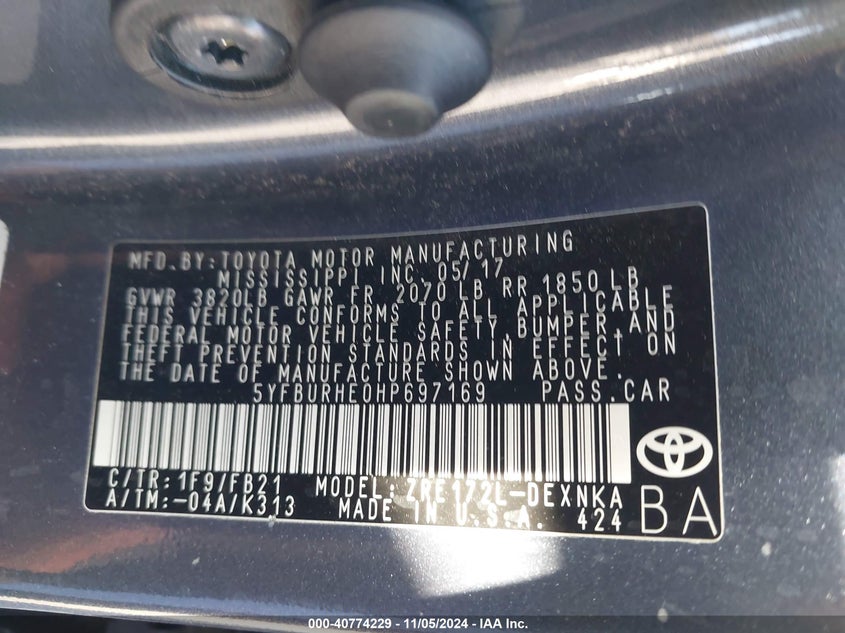 MFD.BY:TOYOTA MOTOR MANUFACTURING
MISSISSIPPI INC. 05/17
GVWR 3820LB GAWR FR 2070 LB RR 1850 LB
THIS VEHICLE CONFORMS TO ALL APPLICABLE
FEDERAL MOTOR VEHICLE SAFETY,BUMPER,AND
THEFT PREVENTION STANDARDS IN EFFECT ON
THE DATE OF MANUFACTURE SHOWN ABOVE.
5YFBURHE0HP697169 PASS.CAR
C/TR:1F9/FB21 MODEL:ZRE172L-DEXNKA
A/TM:-04A/K313 MADE IN U.S.A. 424
BA
000-40774229 - 11/05/2024 - IAA Inc.